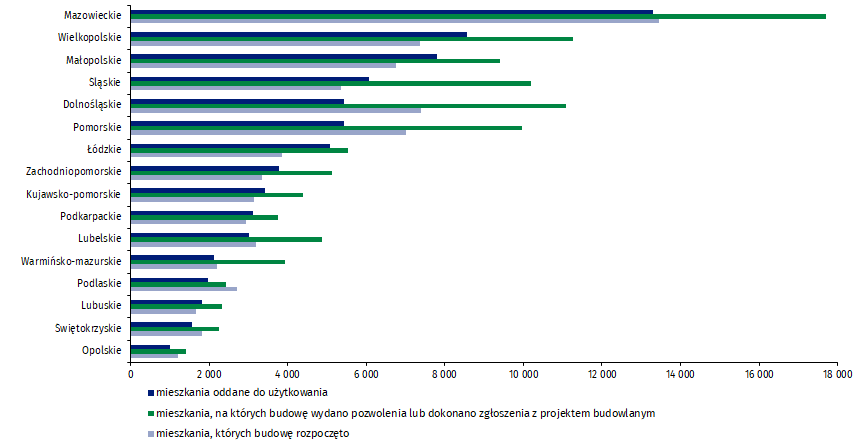 Mazowieckie
Wielkopolskie
Małopolskie
Śląskie
Dolnośląskie
Pomorskie
Łódzkie
Zachodniopomorskie
Kujawsko-pomorskie
Podkarpackie
Lubelskie
Warmińsko-mazurskie
Podlaskie
Lubuskie
Świętokrzyskie
Opolskie
0 2 000 4 000 6 000 8 000 10 000 12 000 14 000 16 000 18 000
mieszkania oddane do użytkowania
mieszkania, na których budowę wydano pozwolenia lub dokonano zgłoszenia z projektem budowlanym
mieszkania, których budowę rozpoczęto